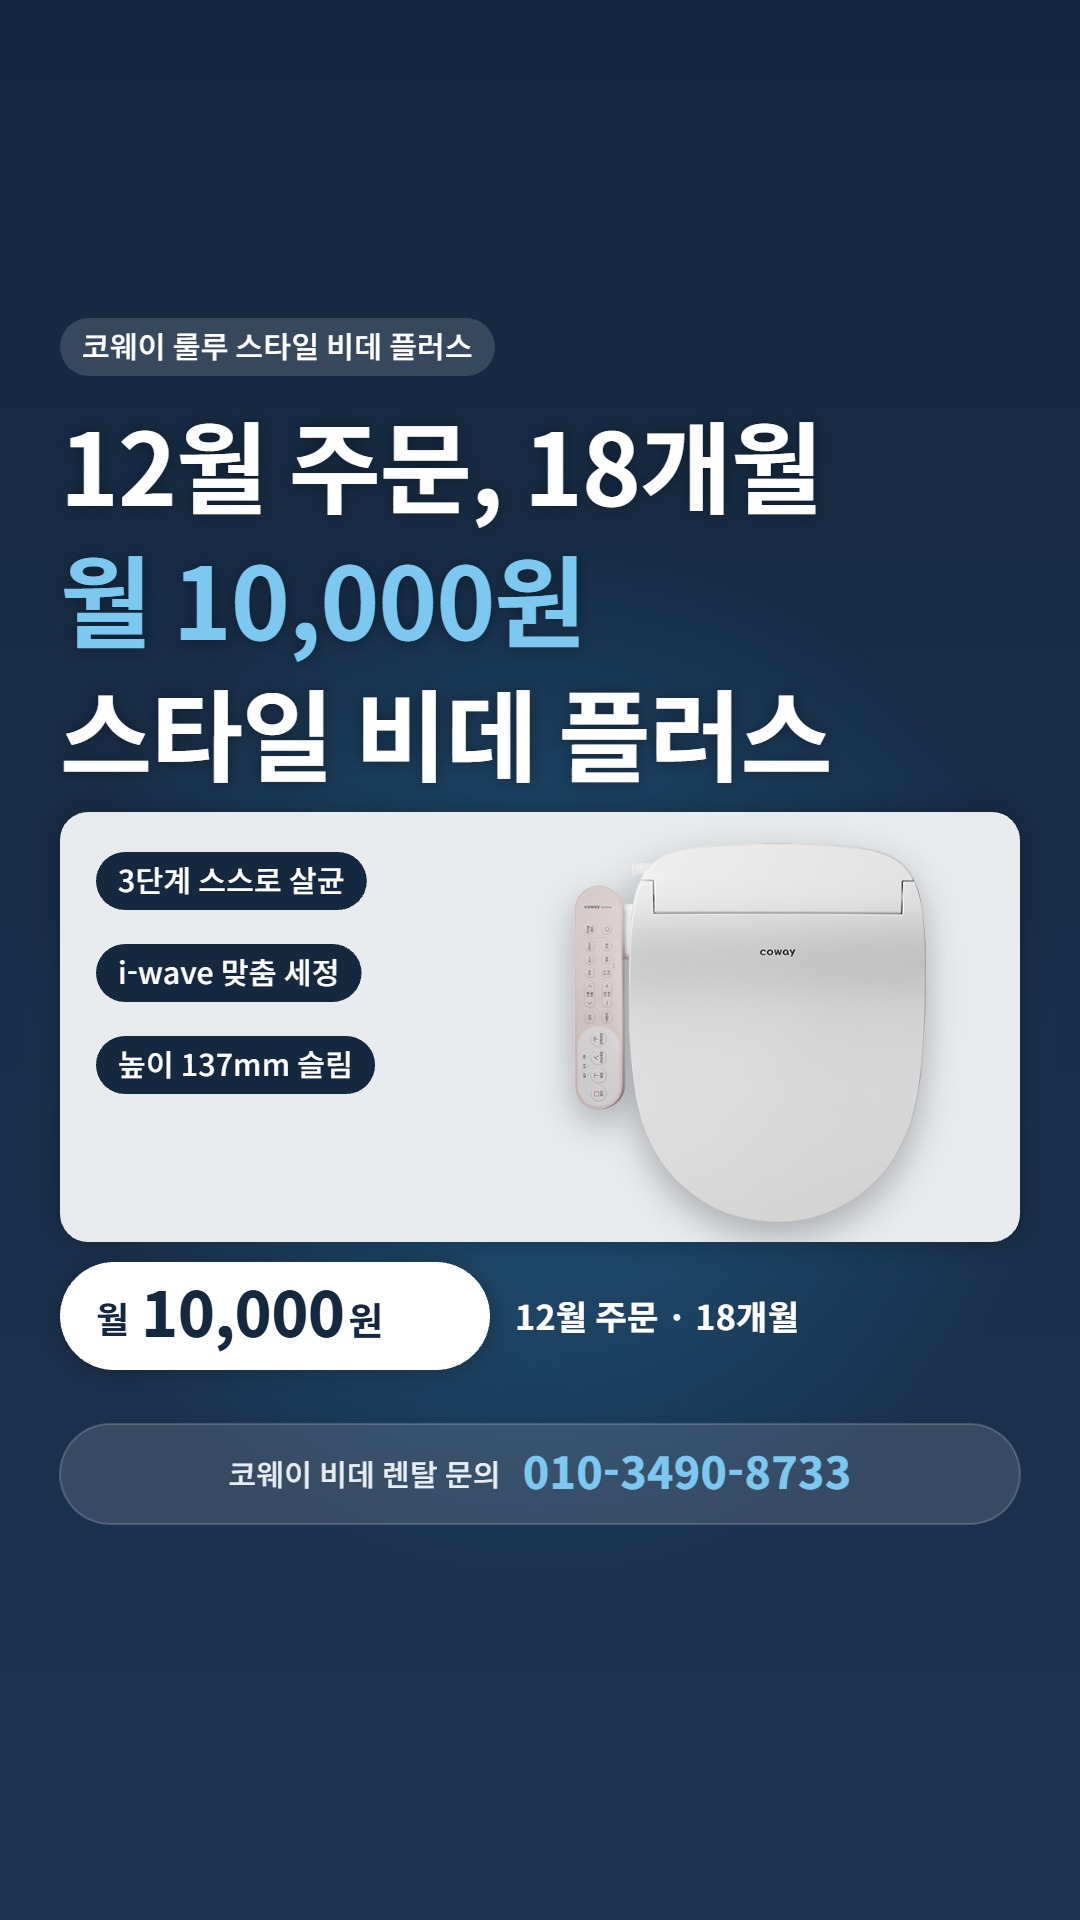 코웨이 룰루 스타일 비데 플러스
12월 주문, 18개월
월 10,000원
스타일 비데 플러스
3단계 스스로 살균
i-wave 맞춤 세정
높이 137mm 슬림
coway
coway
월 10,000원
12월 주문 · 18개월
코웨이 비데 렌탈 문의 010-3490-8733